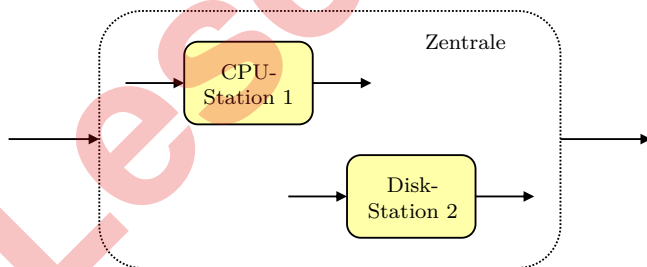 Zentrale
CPU-
Station 1
Disk-
Station 2